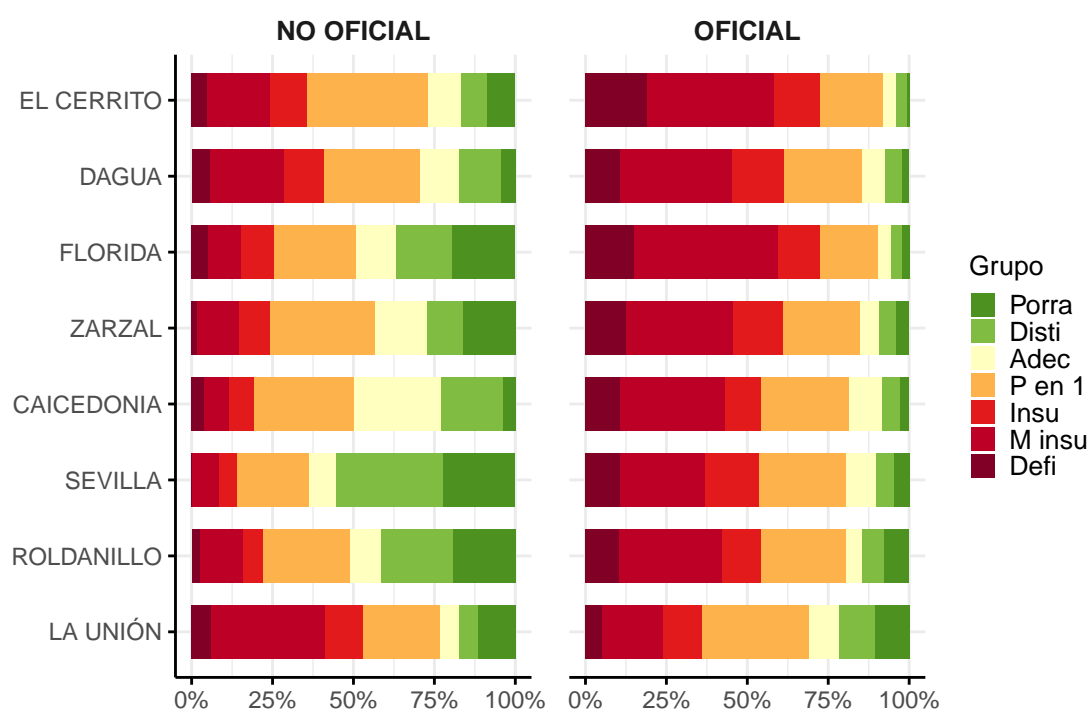 NO OFICIAL
OFICIAL
EL CERRITO
DAGUA
FLORIDA
ZARZAL
CAICEDONIA
SEVILLA
ROLDANILLO
LA UNIÓN
0% 25% 50% 75% 100%
0% 25% 50% 75% 100%
Grupo
Porra
Disti
Adec
P en 1
Insu
M insu
Defi